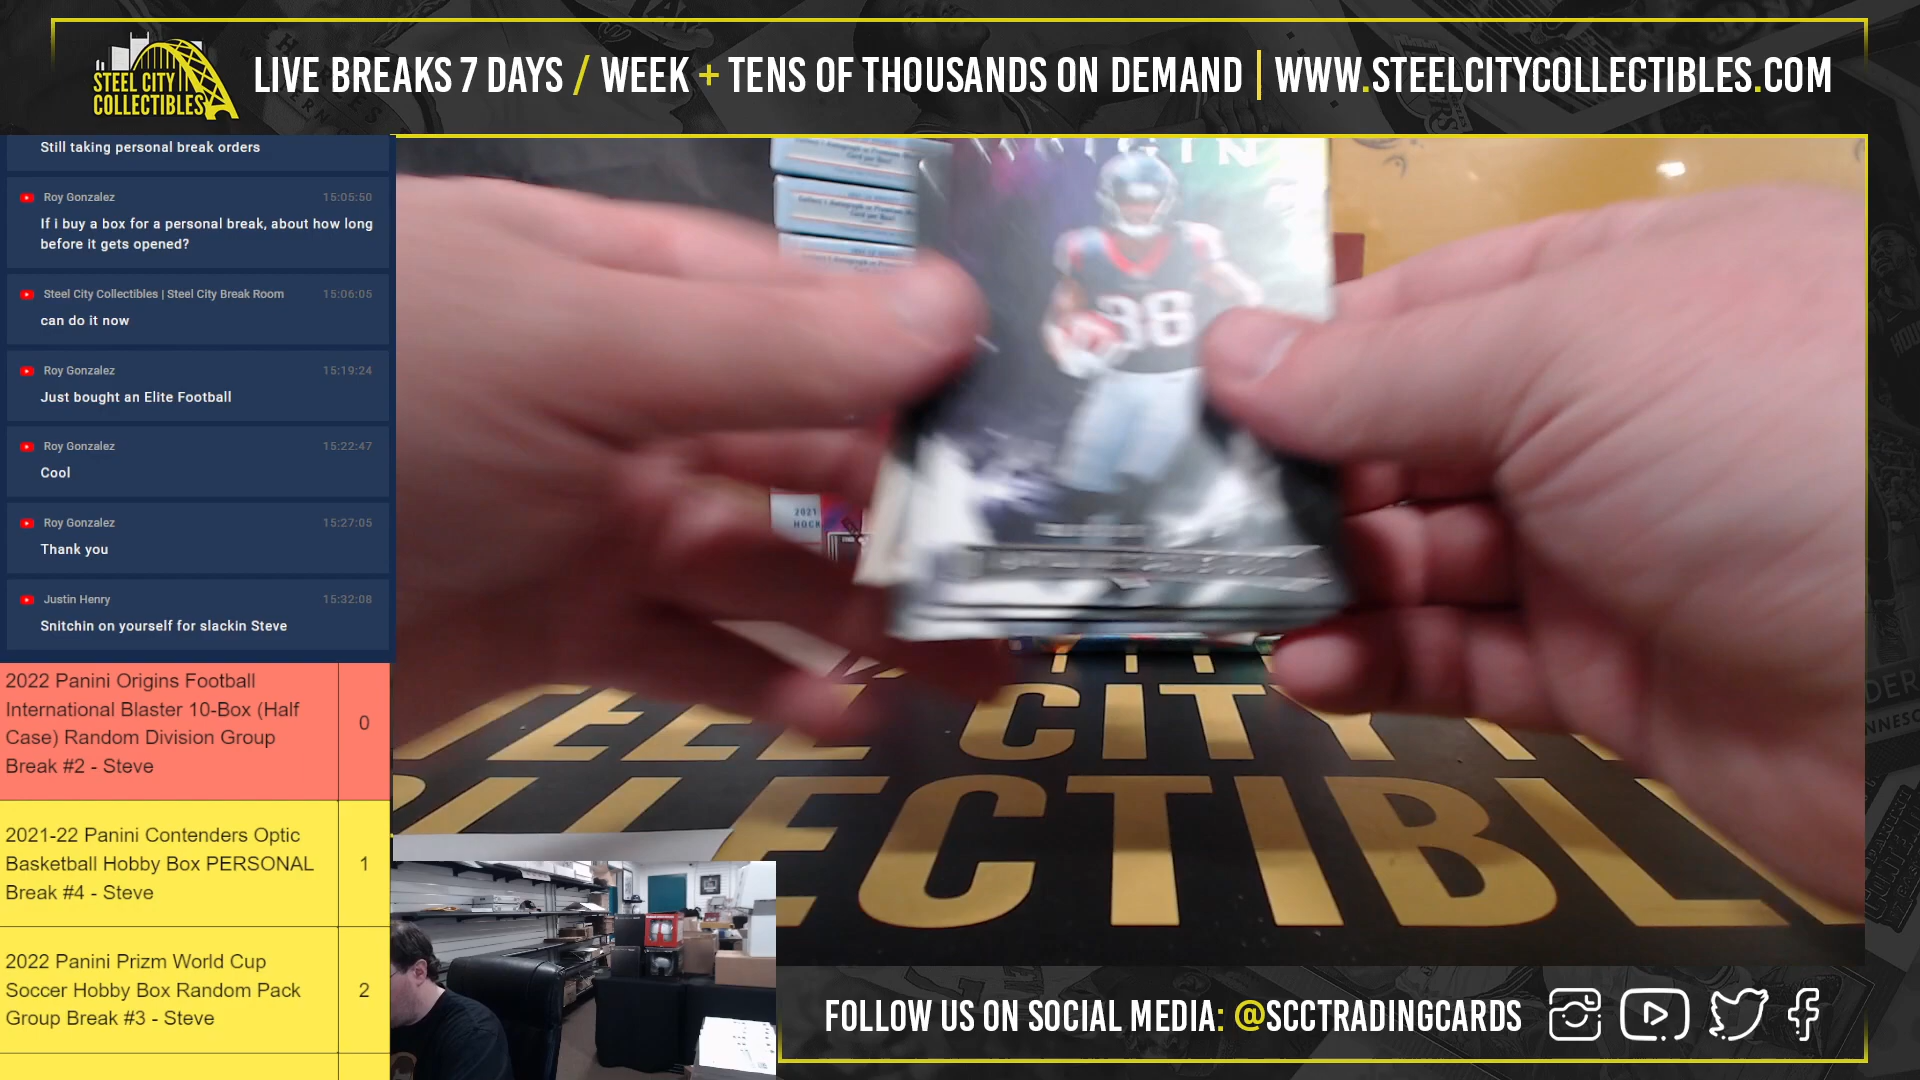 STEEL CITY
COLLECTIBLES
LIVE BREAKS 7 DAYS / WEEK + TENS OF THOUSANDS ON DEMAND | WWW.STEELCITYCOLLECTIBLES.COM
Still taking personal break orders
Roy Gonzalez 15:05:50
If i buy a box for a personal break, about how long
before it gets opened?
Steel City Collectibles | Steel City Break Room 15:06:05
can do it now
Roy Gonzalez 15:19:24
Just bought an Elite Football
Roy Gonzalez 15:22:47
Cool
Roy Gonzalez 15:27:05
Thank you
Justin Henry 15:32:08
Snitchin on yourself for slackin Steve
2022 Panini Origins Football
International Blaster 10-Box (Half
Case) Random Division Group
Break #2 - Steve
0
2021-22 Panini Contenders Optic
Basketball Hobby Box PERSONAL
Break #4 - Steve
1
2022 Panini Prizm World Cup
Soccer Hobby Box Random Pack
Group Break #3 - Steve
2
38
2021
HOCK
CITY
FOLLOW US ON SOCIAL MEDIA: @SCCTRADINGCARDS